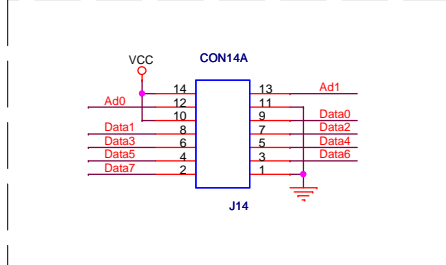 VCC CON14A
14 13 Ad1
Ad0 12 11
10 9 Data0
Data1 8 7 Data2
Data3 6 5 Data4
Data5 4 3 Data6
Data7 2 1
J14